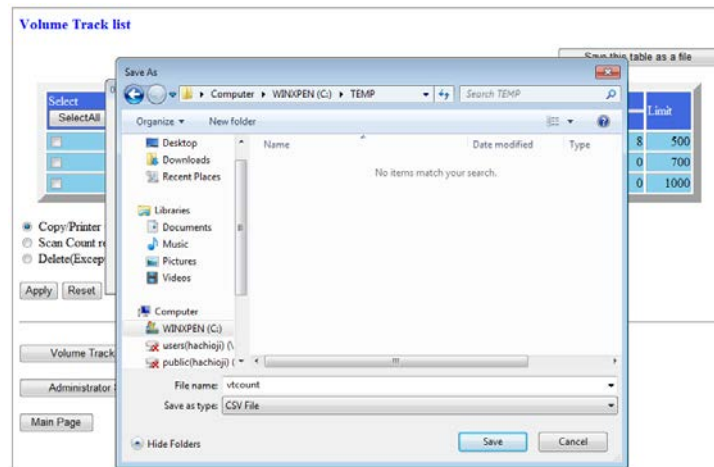 Volume Track list
Save this table as a file
Save As
Computer ▸ WINXPEN (C:) ▸ TEMP
Search TEMP
Organize
New folder
Select
SelectAll
Limit
8 500
0 700
0 1000
Desktop
Downloads
Recent Places
Libraries
Documents
Music
Pictures
Videos
Computer
WINXPEN (C:)
users(hachioji) (\
public(hachioji) (
Name
Date modified
Type
No items match your search.
Copy/Printer
Scan Count re
Delete(Excep
Apply
Reset
Volume Track
Administrator
Main Page
File name: vtcount
Save as type: CSV File
Hide Folders
Save
Cancel